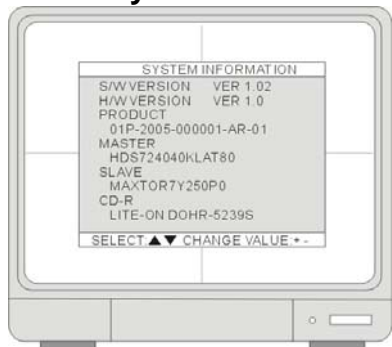 SYSTEM INFORMATION
S/W VERSION VER 1.02
H/W VERSION VER 1.0
PRODUCT
01P-2005-000001-AR-01
MASTER
HDS724040KLAT80
SLAVE
MAXTOR7Y250P0
CD-R
LITE-ON DOHR-5239S
SELECT:▲▼ CHANGE VALUE:+ -